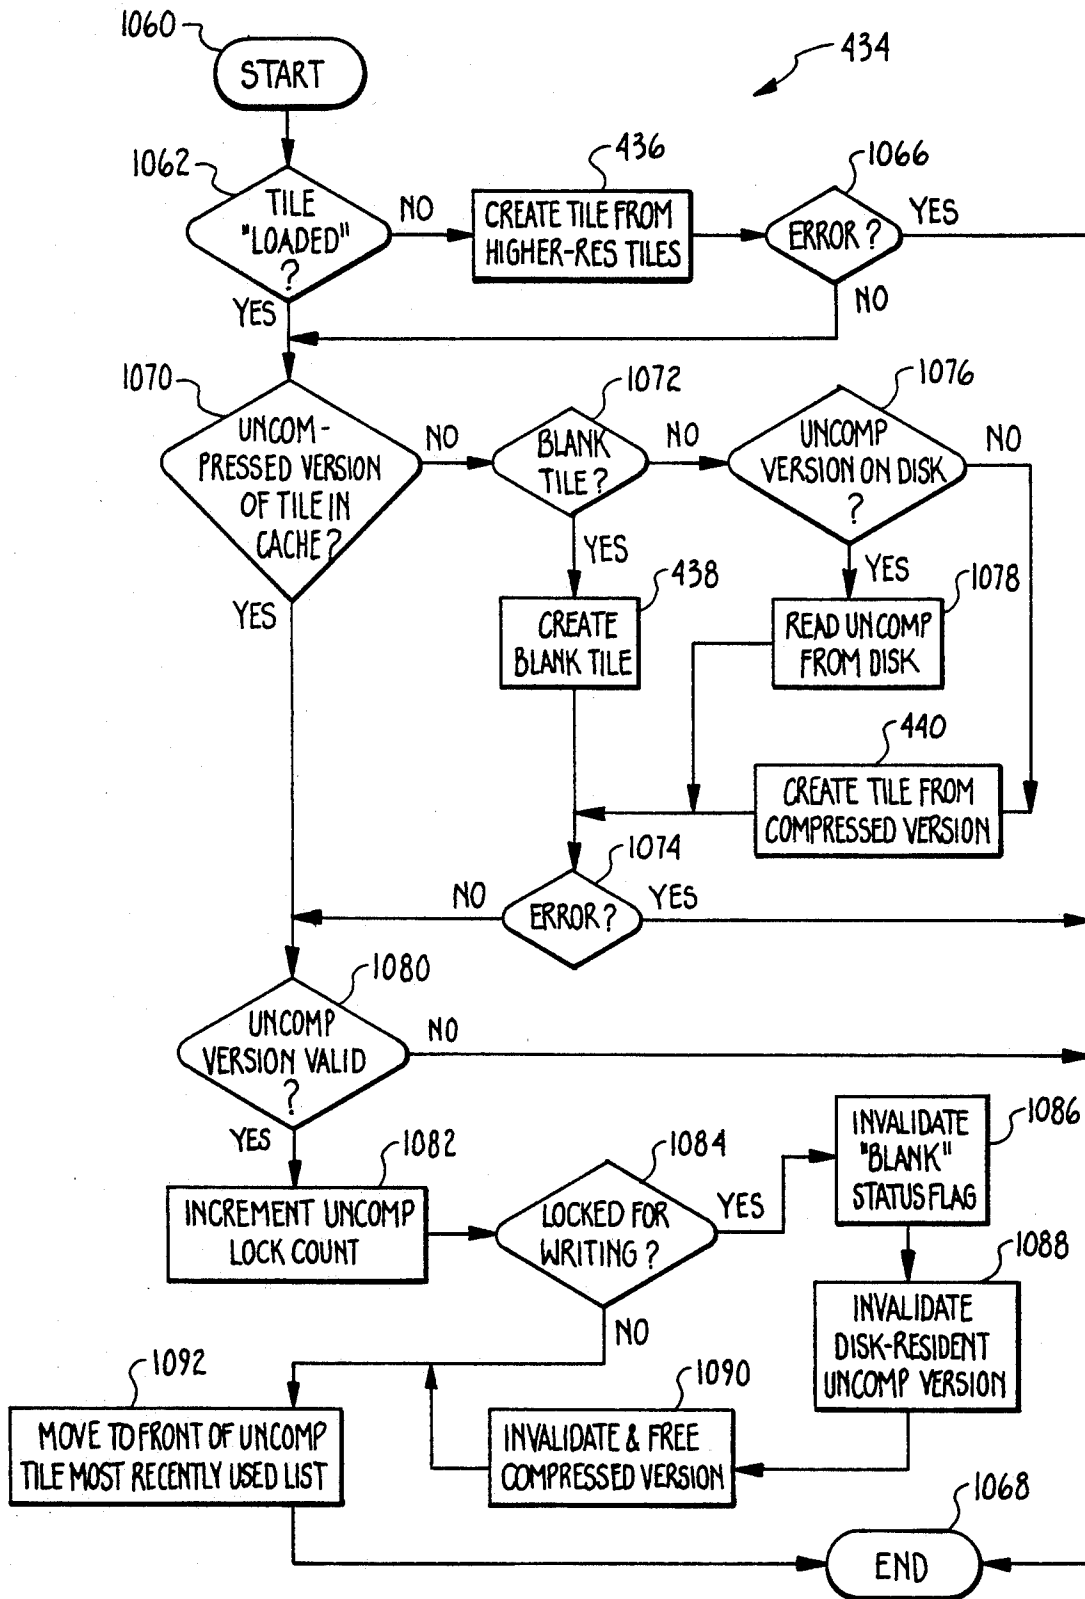 1060
START
434
1062
TILE
"LOADED"
?
NO
436
CREATE TILE FROM
HIGHER-RES TILES
1066
ERROR?
YES
NO
YES
1070
UNCOM-
PRESSED VERSION
OF TILE IN
CACHE?
NO
1072
BLANK
TILE?
NO
1076
UNCOMP
VERSION ON DISK
?
NO
YES
YES
YES
438
CREATE
BLANK TILE
1078
READ UNCOMP
FROM DISK
440
CREATE TILE FROM
COMPRESSED VERSION
1074
ERROR?
NO
YES
1080
UNCOMP
VERSION VALID
?
NO
YES
1082
INCREMENT UNCOMP
LOCK COUNT
1084
LOCKED FOR
WRITING?
YES
NO
1086
INVALIDATE
"BLANK"
STATUS FLAG
1088
INVALIDATE
DISK-RESIDENT
UNCOMP VERSION
1090
INVALIDATE & FREE
COMPRESSED VERSION
1092
MOVE TO FRONT OF UNCOMP
TILE MOST RECENTLY USED LIST
1068
END